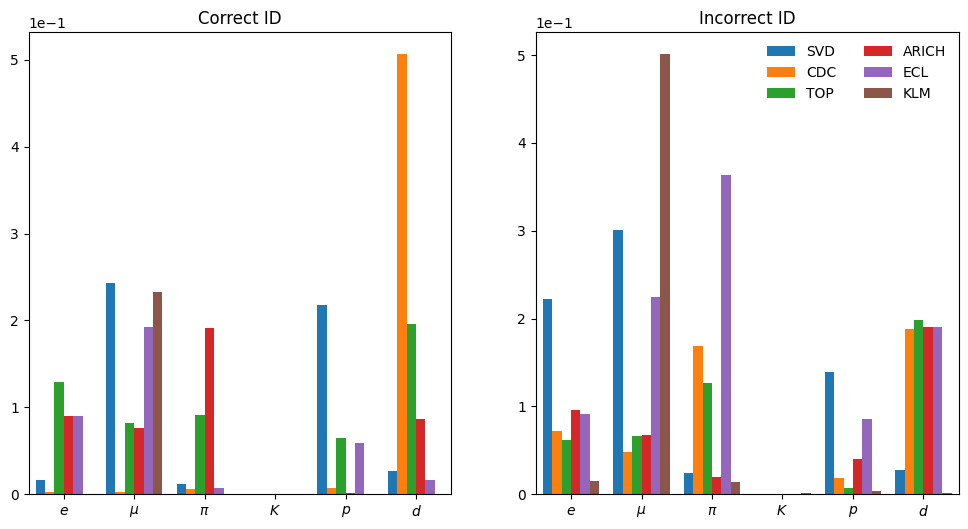 Correct ID
1e−1
5
4
3
2
1
0
e μ π K p d
Incorrect ID
1e−1
5
4
3
2
1
0
e μ π K p d
SVD
CDC
TOP
ARICH
ECL
KLM